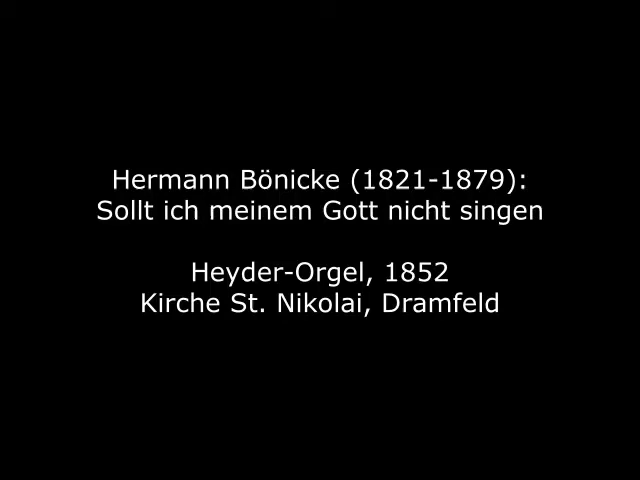 Hermann Bönicke (1821-1879):
Sollt ich meinem Gott nicht singen
Heyder-Orgel, 1852
Kirche St. Nikolai, Dramfeld